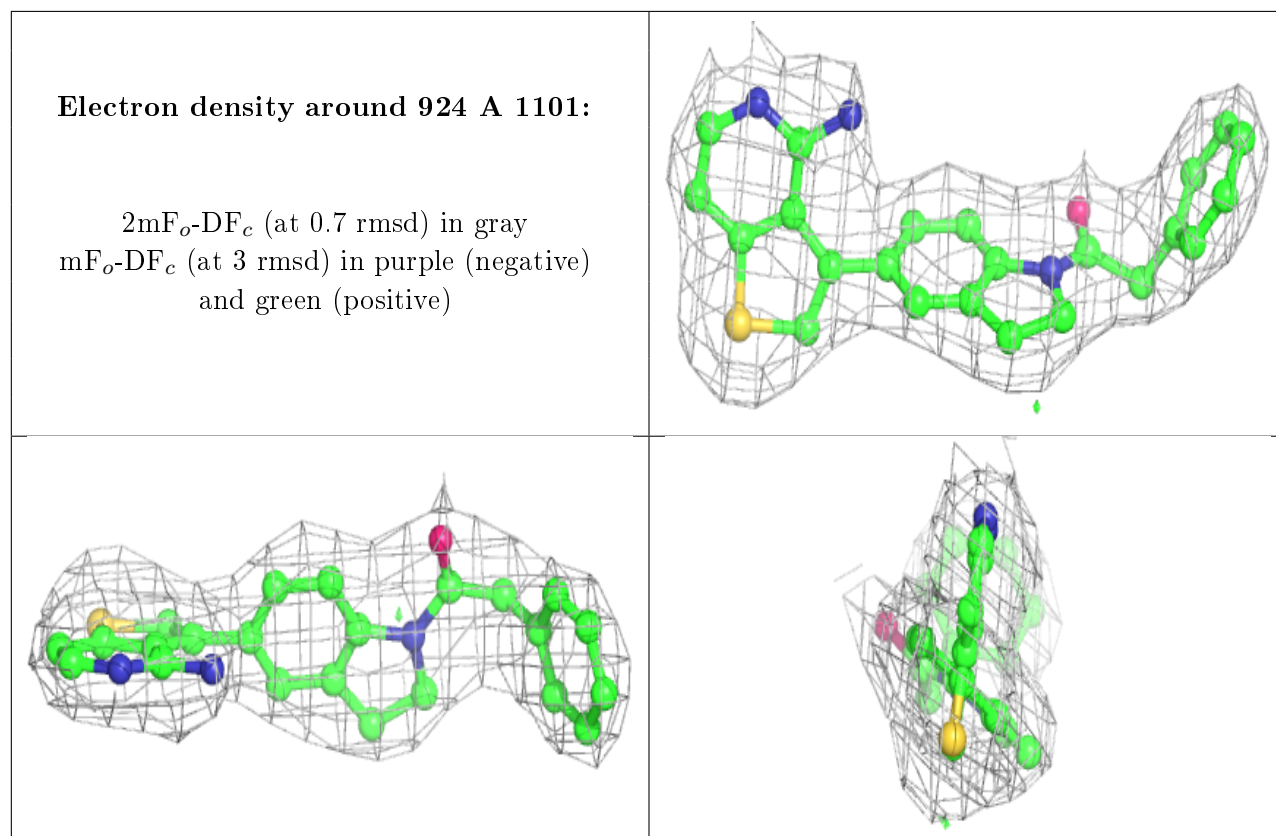 Electron density around 924 A 1101:
2mFo-DFc (at 0.7 rmsd) in gray
mFo-DFc (at 3 rmsd) in purple (negative)
and green (positive)